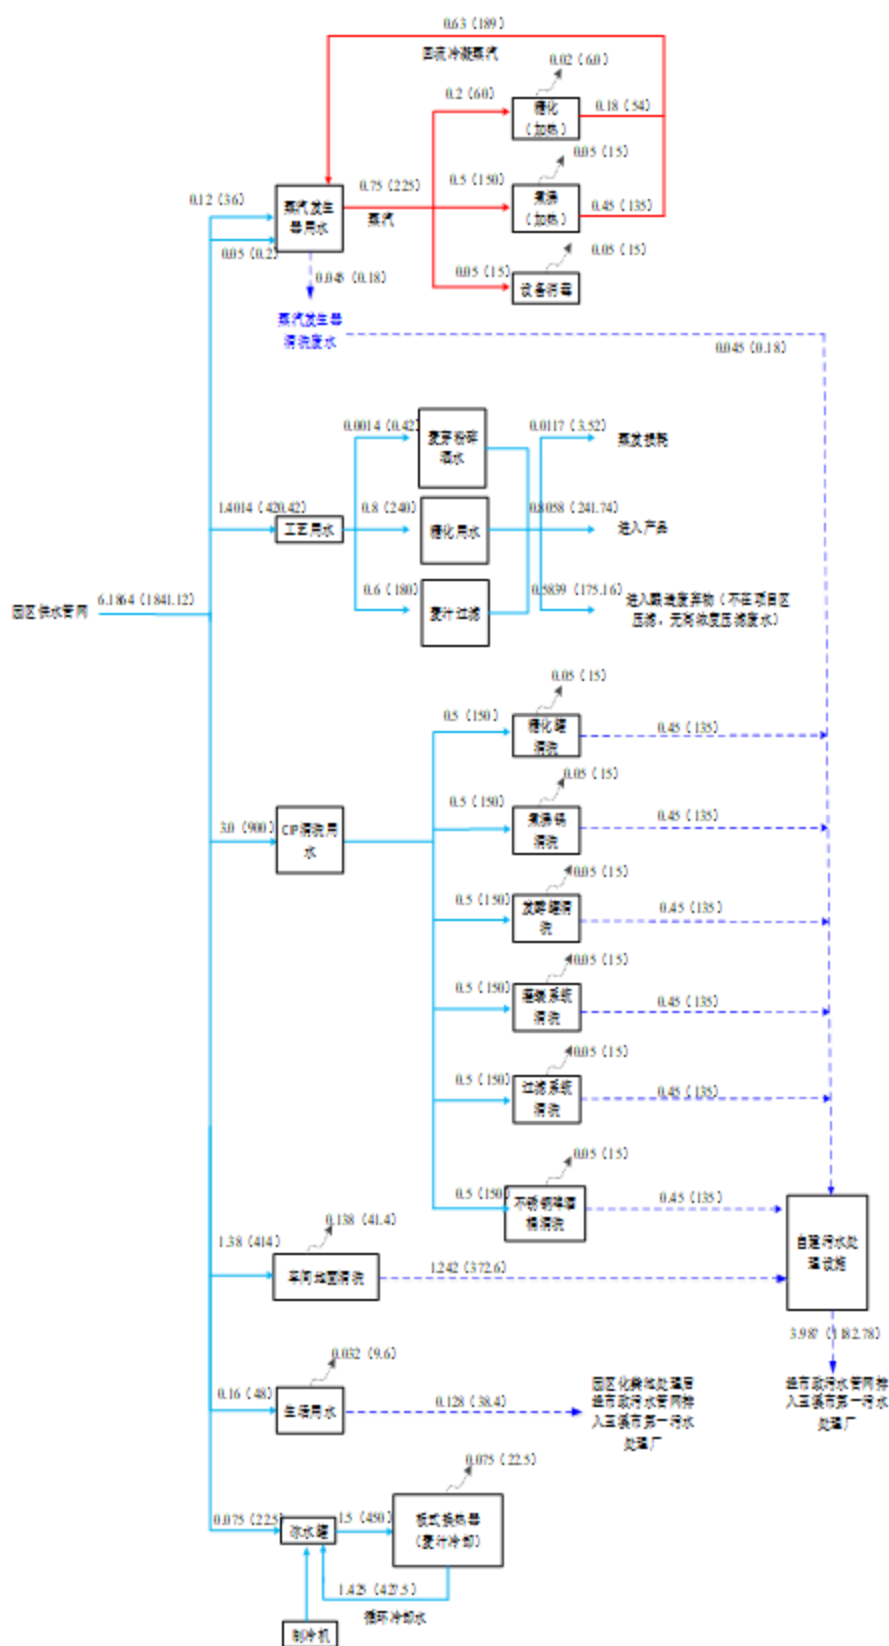 0.63（189）
回流冷凝蒸汽
0.02（6.0）
0.2（60）
糖化
（加热）
0.18（54）
0.05（15）
0.12（36）
蒸汽发生
器用水
0.75（225）
蒸汽
0.5（150）
煮沸
（加热）
0.45（135）
0.05（0.2）
0.05（15）
0.045（0.18）
0.05（15）
设备消毒
蒸汽发生器
清洗废水
0.045（0.18）
0.0014（0.42）
麦芽粉碎
洒水
0.0117（3.52）
蒸发损耗
1.4014（420.42）
工艺用水
0.8（240）
糖化用水
0.8058（241.74）
进入产品
园区供水管网
6.1864（1841.12）
0.6（180）
麦汁过滤
0.5839（175.16）
进入酿造废弃物（不在项目区
压滤，无高浓度压滤废水）
0.05（15）
0.5（150）
糖化罐
清洗
0.45（135）
0.05（15）
3.0（900）
CIP清洗用
水
0.5（150）
煮沸锅
清洗
0.45（135）
0.05（15）
0.5（150）
发酵罐清
洗
0.45（135）
0.05（15）
0.5（150）
灌装系统
清洗
0.45（135）
0.05（15）
0.5（150）
过滤系统
清洗
0.45（135）
0.05（15）
0.5（150）
不锈钢啤酒
桶清洗
0.45（135）
自建污水处
理设施
0.138（41.4）
1.38（414）
车间地面清洗
1.242（372.6）
3.987（1182.78）
0.032（9.6）
0.16（48）
生活用水
0.128（38.4）
园区化粪池处理后
经市政污水管网排
入玉溪市第一污水
处理厂
经市政污水管网排
入玉溪市第一污水
处理厂
0.075（22.5）
0.075（22.5）
冰水罐
1.5（450）
板式换热器
（麦汁冷却）
1.425（427.5）
循环冷却水
制冷机